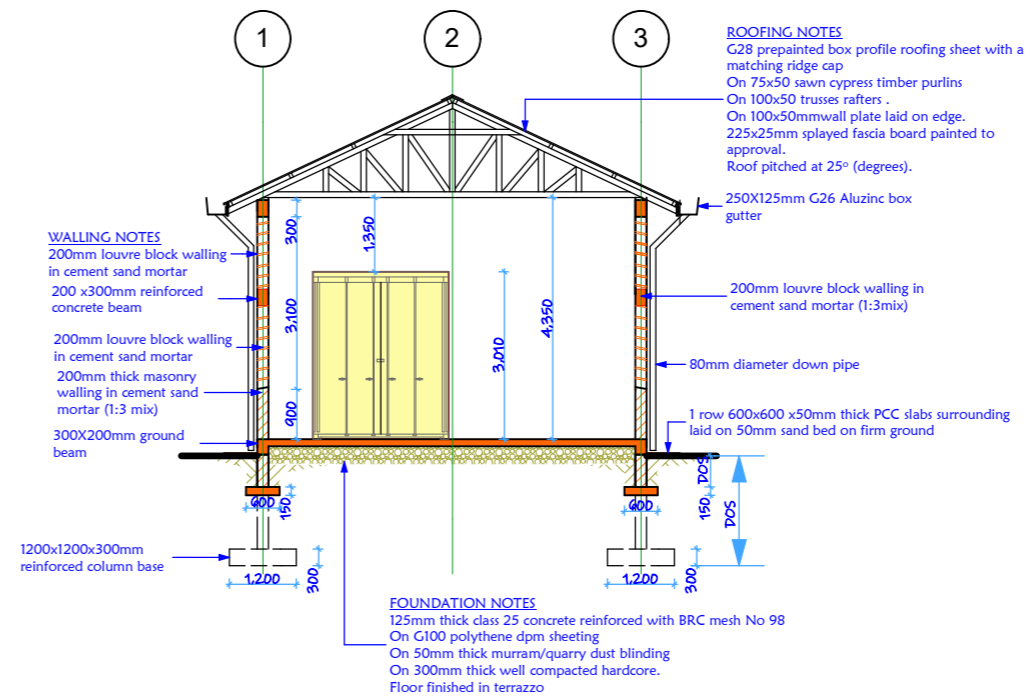 1
2
3
ROOFING NOTES
G28 prepainted box profile roofing sheet with a
matching ridge cap
On 75x50 sawn cypress timber purlins
On 100x50 trusses rafters .
On 100x50mmwall plate laid on edge.
225x25mm splayed fascia board painted to
approval.
Roof pitched at 25º (degrees).
250X125mm G26 Aluzinc box
gutter
WALLING NOTES
200mm louvre block walling
in cement sand mortar
200 x300mm reinforced
concrete beam
200mm louvre block walling
in cement sand mortar
200mm thick masonry
walling in cement sand
mortar (1:3 mix)
300X200mm ground
beam
300
3,100
900
1,350
3,010
4,350
200mm louvre block walling in
cement sand mortar (1:3mix)
80mm diameter down pipe
1 row 600x600 x50mm thick PCC slabs surrounding
laid on 50mm sand bed on firm ground
600
150
600
150
DOS
DOS
1200x1200x300mm
reinforced column base
1,200
300
1,200
300
FOUNDATION NOTES
125mm thick class 25 concrete reinforced with BRC mesh No 98
On G100 polythene dpm sheeting
On 50mm thick murram/quarry dust blinding
On 300mm thick well compacted hardcore.
Floor finished in terrazzo